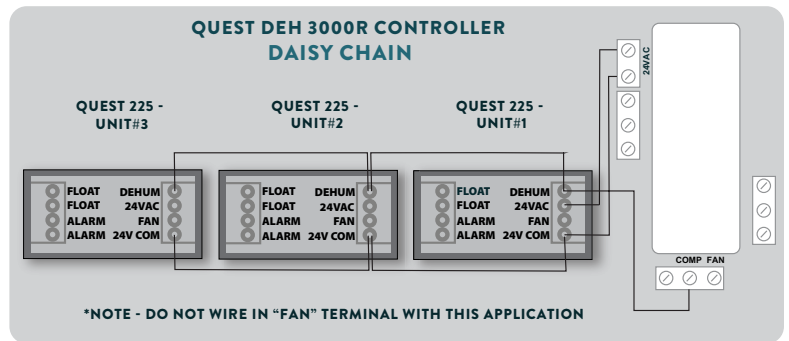 QUEST DEH 3000R CONTROLLER
DAISY CHAIN
24VAC
QUEST 225 -
UNIT#3
QUEST 225 -
UNIT#2
QUEST 225 -
UNIT#1
FLOAT DEHUM
FLOAT 24VAC
ALARM FAN
ALARM 24V COM
FLOAT DEHUM
FLOAT 24VAC
ALARM FAN
ALARM 24V COM
FLOAT DEHUM
FLOAT 24VAC
ALARM FAN
ALARM 24V COM
COMP FAN
*NOTE - DO NOT WIRE IN “FAN” TERMINAL WITH THIS APPLICATION